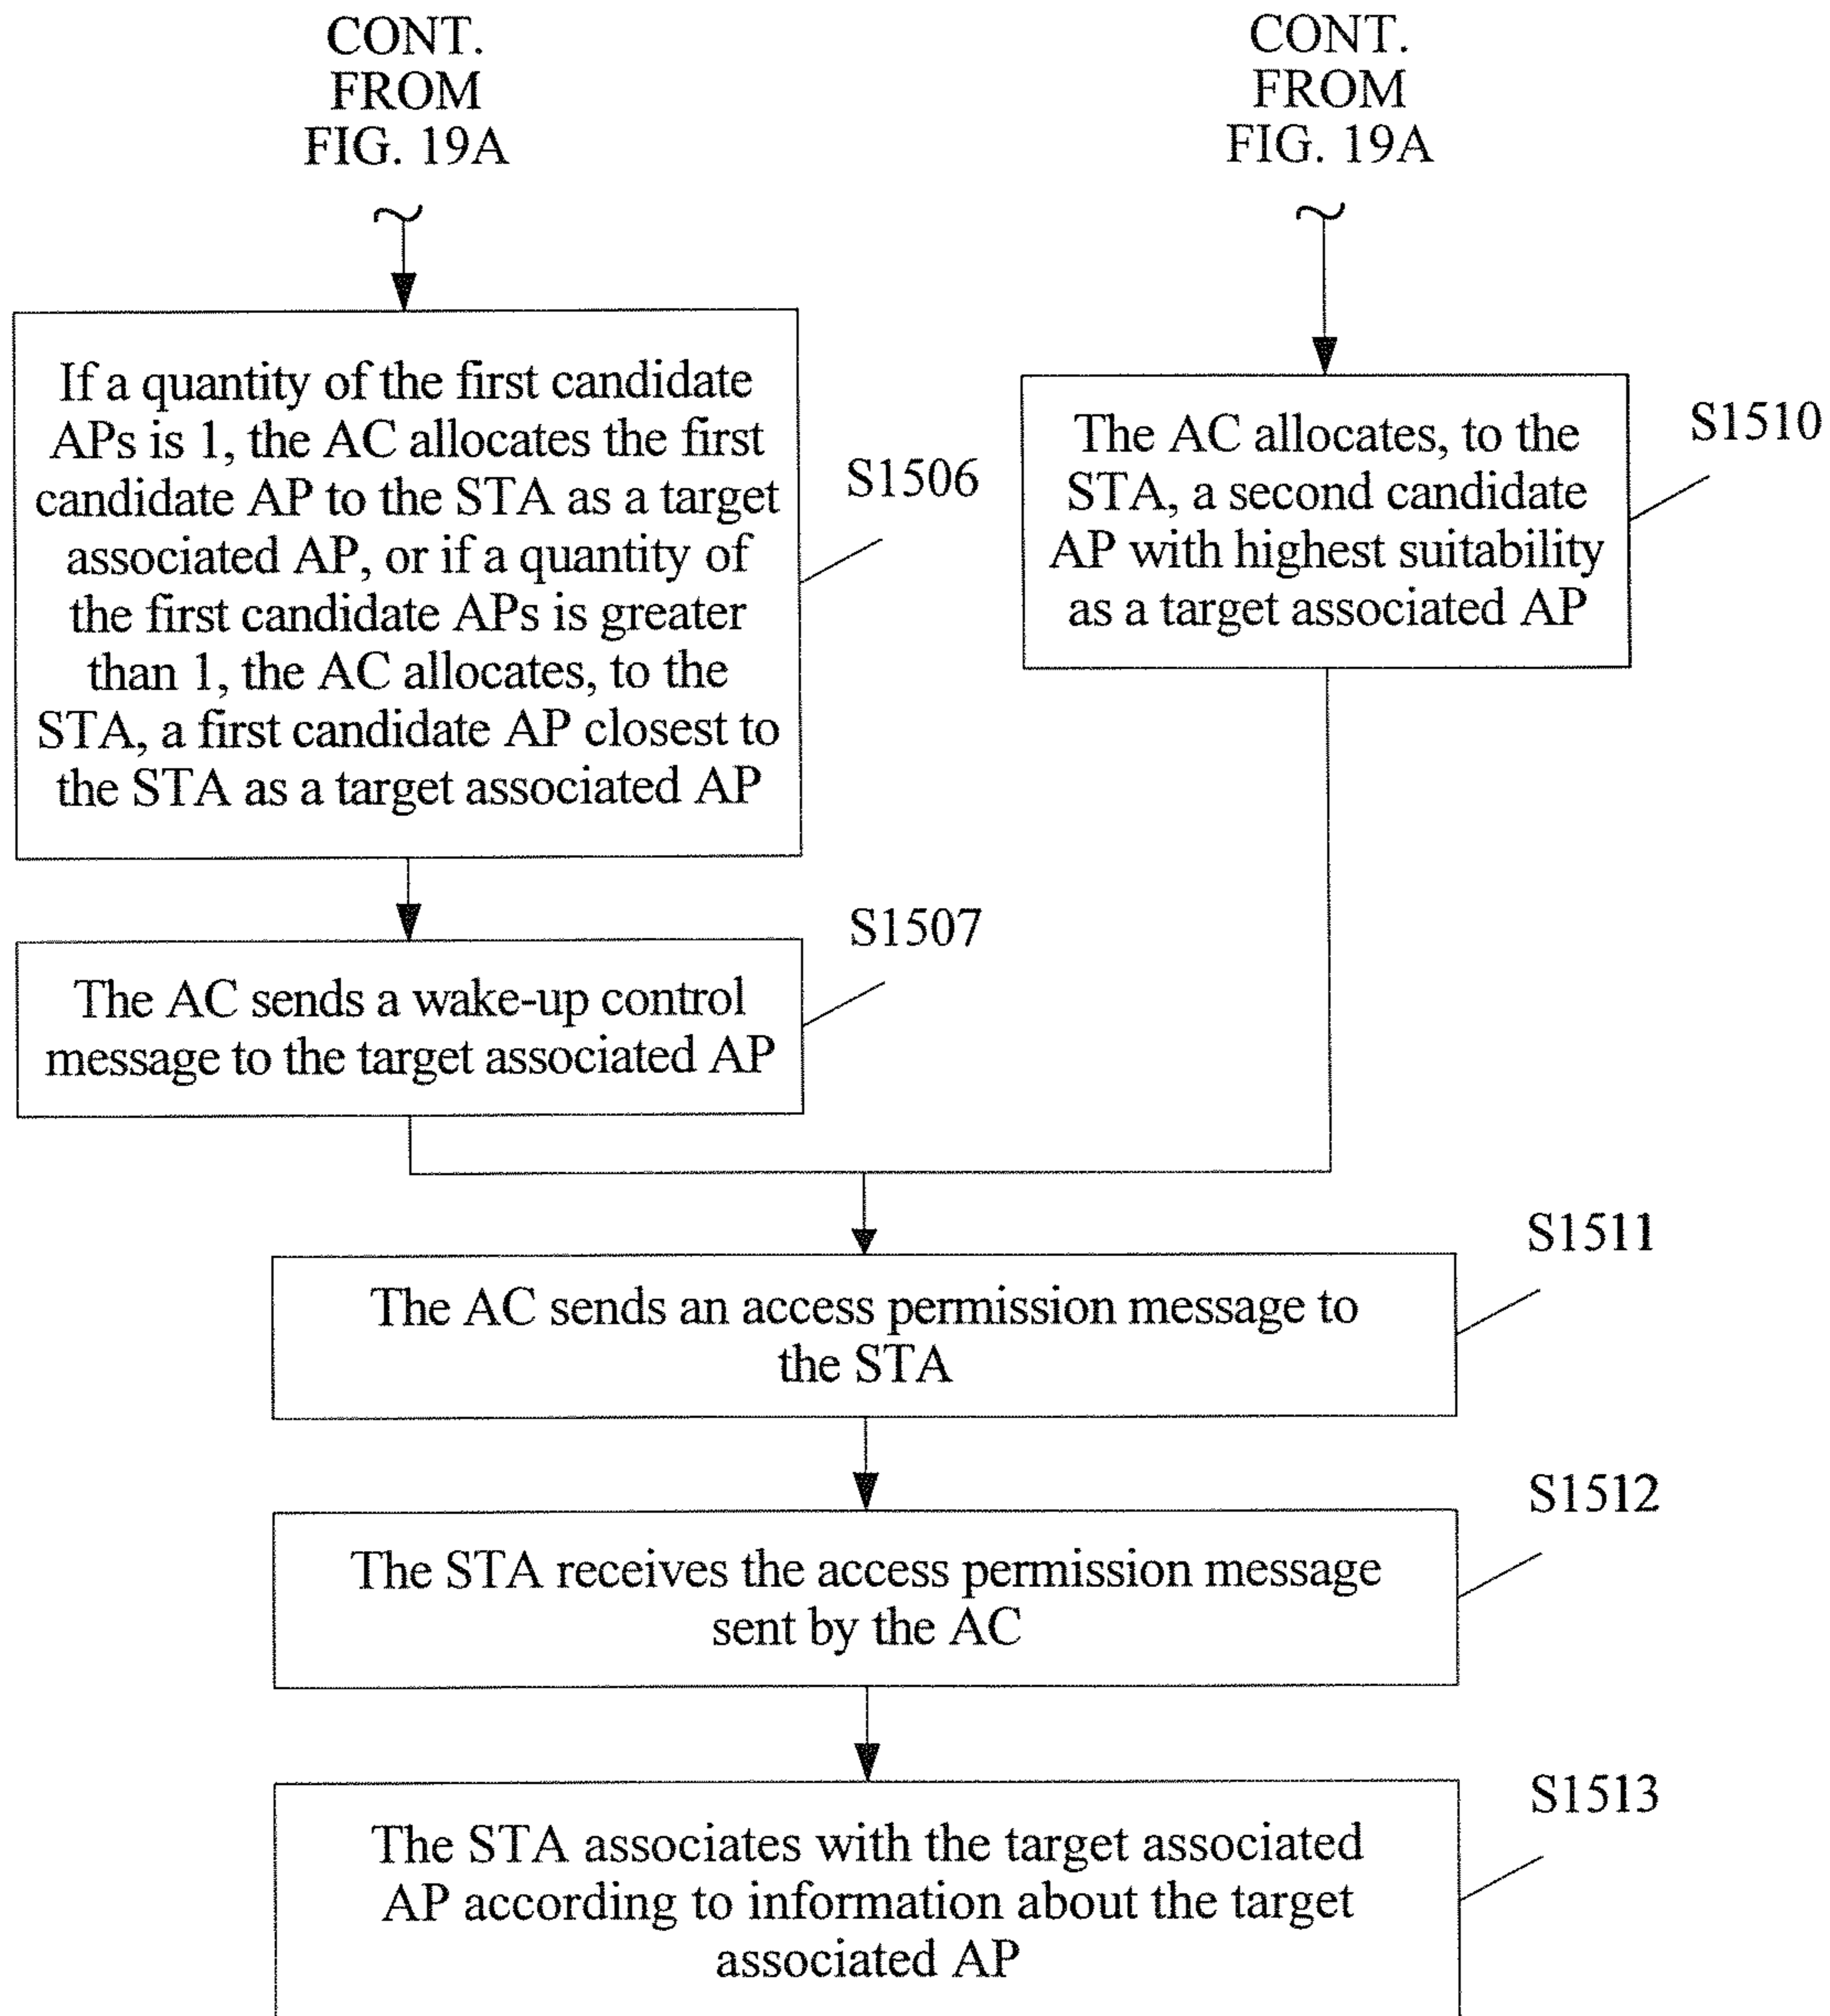 CONT.
FROM
FIG. 19A
CONT.
FROM
FIG. 19A
If a quantity of the first candidate
APs is 1, the AC allocates the first
candidate AP to the STA as a target
associated AP, or if a quantity of
the first candidate APs is greater
than 1, the AC allocates, to the
STA, a first candidate AP closest to
the STA as a target associated AP
S1506
The AC allocates, to the
STA, a second candidate
AP with highest suitability
as a target associated AP
S1510
The AC sends a wake-up control
message to the target associated AP
S1507
The AC sends an access permission message to
the STA
S1511
The STA receives the access permission message
sent by the AC
S1512
The STA associates with the target associated
AP according to information about the target
associated AP
S1513